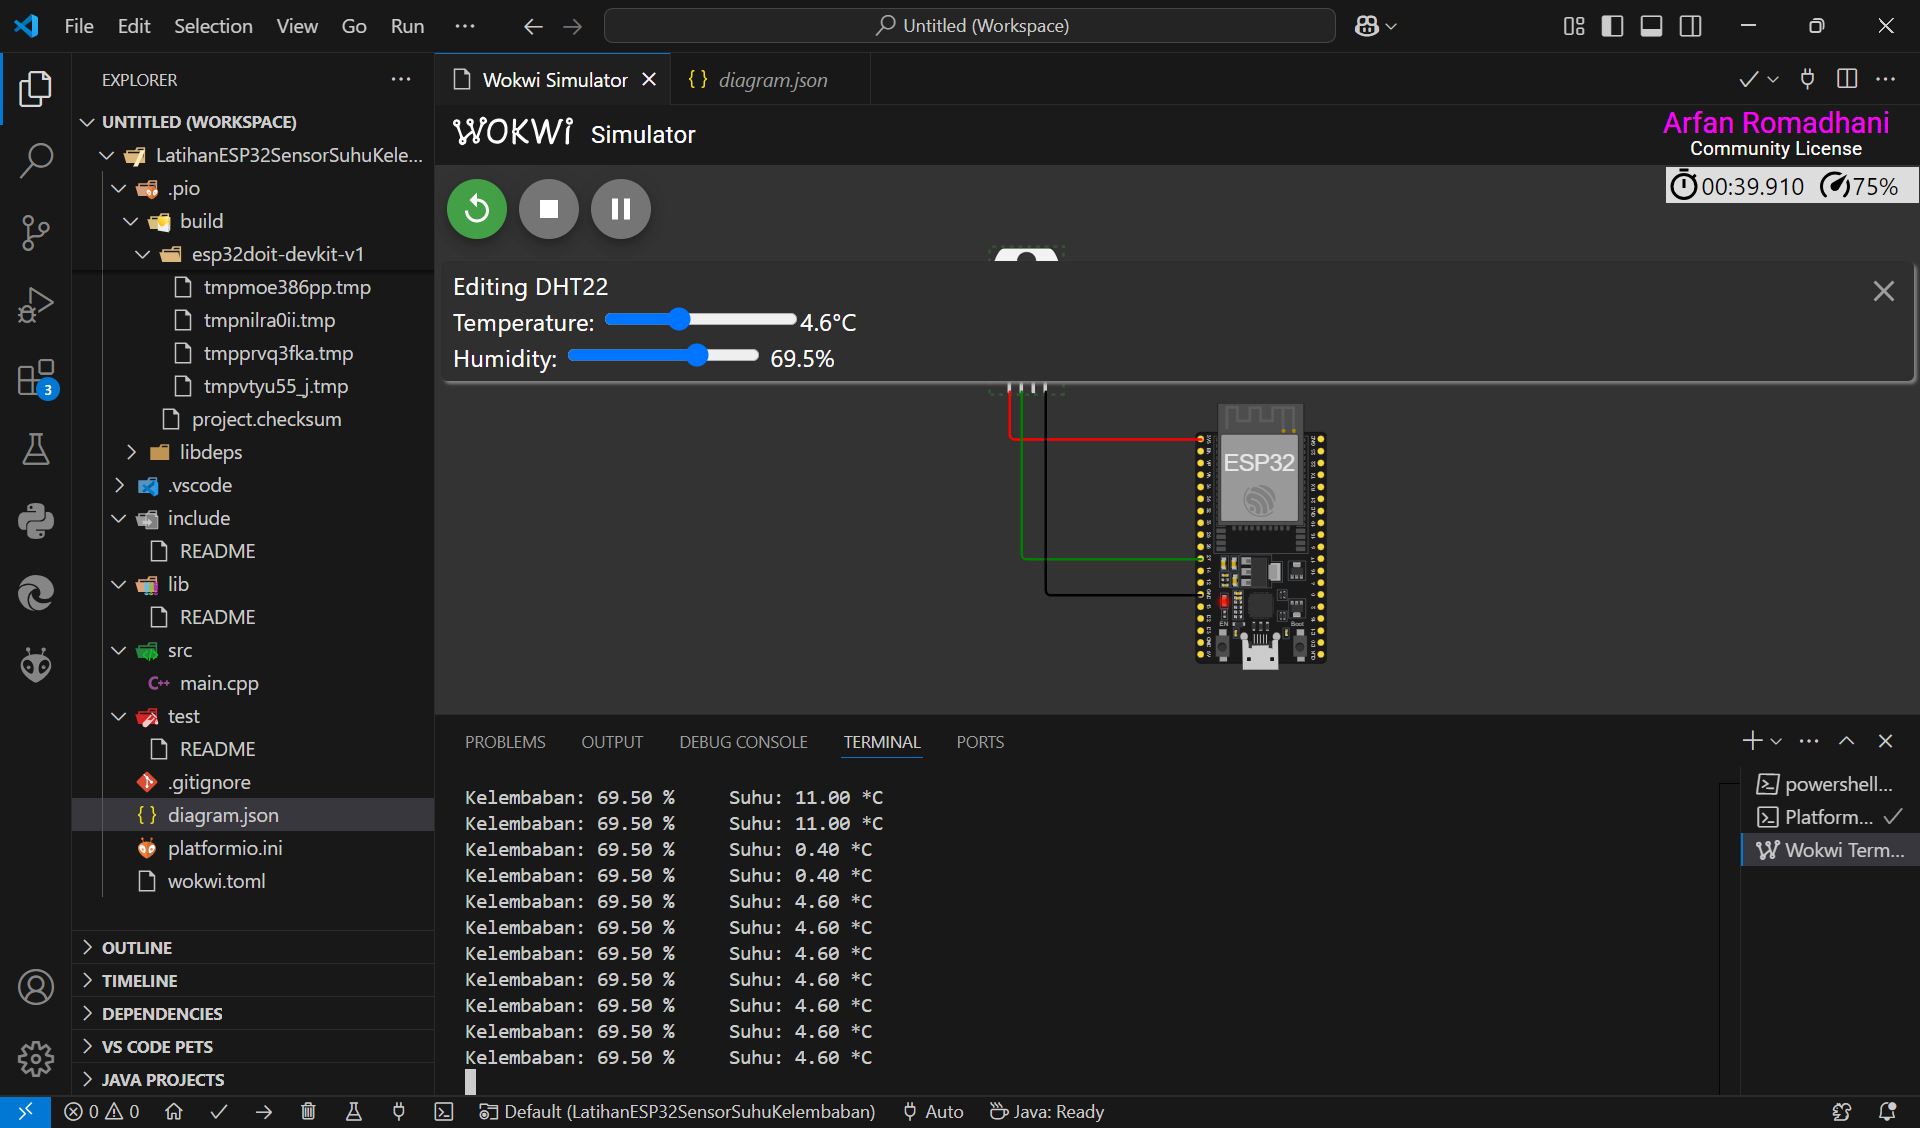 File Edit Selection View Go Run ··· Untitled (Workspace)
EXPLORER ···
UNTITLED (WORKSPACE)
LatihanESP32SensorSuhuKele...
.pio
build
esp32doit-devkit-v1
tmpmoe386pp.tmp
tmpnilra0ii.tmp
tmpprvq3fka.tmp
tmpvtyu55_j.tmp
project.checksum
libdeps
.vscode
include
README
lib
README
src
C++ main.cpp
test
README
.gitignore
{ } diagram.json
platformio.ini
wokwi.toml
OUTLINE
TIMELINE
DEPENDENCIES
VS CODE PETS
JAVA PROJECTS
3
Wokwi Simulator { } diagram.json
WOKWi Simulator
Arfan Romadhani
Community License
00:39.910 75%
Editing DHT22
Temperature: 4.6°C
Humidity: 69.5%
ESP32
EN Boot
PROBLEMS OUTPUT DEBUG CONSOLE TERMINAL PORTS
Kelembaban: 69.50 % Suhu: 11.00 *C
Kelembaban: 69.50 % Suhu: 11.00 *C
Kelembaban: 69.50 % Suhu: 0.40 *C
Kelembaban: 69.50 % Suhu: 0.40 *C
Kelembaban: 69.50 % Suhu: 4.60 *C
Kelembaban: 69.50 % Suhu: 4.60 *C
Kelembaban: 69.50 % Suhu: 4.60 *C
Kelembaban: 69.50 % Suhu: 4.60 *C
Kelembaban: 69.50 % Suhu: 4.60 *C
Kelembaban: 69.50 % Suhu: 4.60 *C
Kelembaban: 69.50 % Suhu: 4.60 *C
powershell...
Platform...
Wokwi Term...
0 0 Default (LatihanESP32SensorSuhuKelembaban) Auto Java: Ready